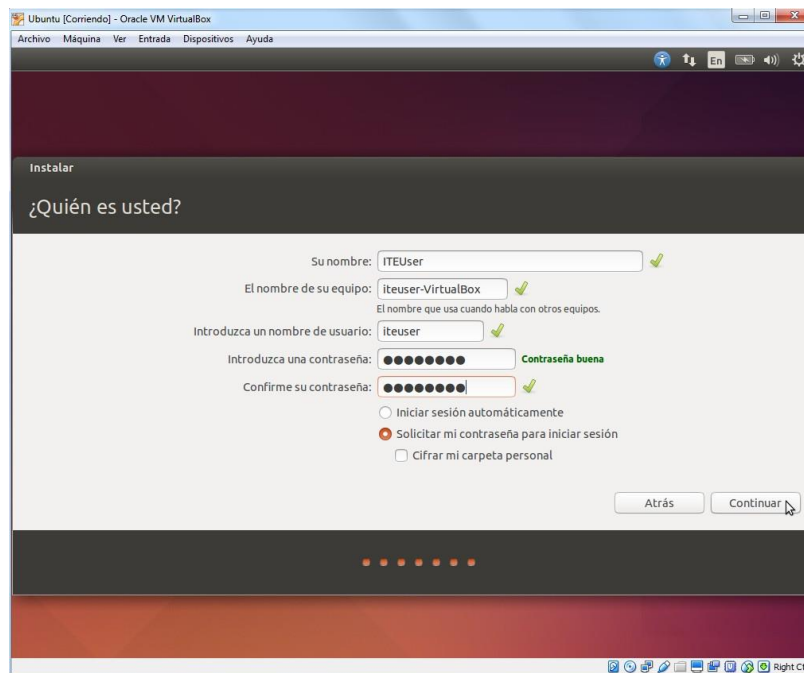 Ubuntu [Corriendo] - Oracle VM VirtualBox
Archivo Máquina Ver Entrada Dispositivos Ayuda
En
Instalar
¿Quién es usted?
Su nombre: ITEUser
El nombre de su equipo: iteuser-VirtualBox
El nombre que usa cuando habla con otros equipos.
Introduzca un nombre de usuario: iteuser
Introduzca una contraseña: ●●●●●●●● Contraseña buena
Confirme su contraseña: ●●●●●●●●
Iniciar sesión automáticamente
Solicitar mi contraseña para iniciar sesión
Cifrar mi carpeta personal
Atrás Continuar
Right Ct